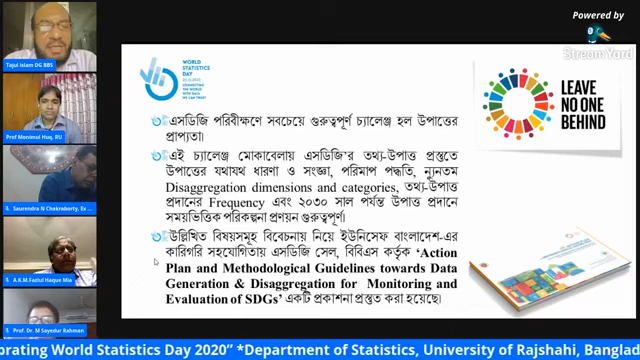 Powered by
StreamYard
Tajul Islam DG BBS
Prof Monimul Huq, RU
Saurendra N Chakraborty, Ex
A.K.M.Fazlul Haque Mia
Prof. Dr. M Sayedur Rahman
WORLD
STATISTICS
DAY
20.10.2020
CONNECTING
THE WORLD
WITH DATA
WE CAN TRUST
এসডিজি পরিবীক্ষণে সবচেয়ে গুরুত্বপূর্ণ চ্যালেঞ্জ হল উপাত্তের
প্রাপ্যতা।
এই চ্যালেঞ্জ মোকাবেলায় এসডিজি'র তথ্য-উপাত্ত প্রস্তুতে
উপাত্তের যথাযথ ধারণা ও সংজ্ঞা, পরিমাপ পদ্ধতি, ন্যুনতম
Disaggregation dimensions and categories, তথ্য-উপাত্ত
প্রদানের Frequency এবং ২০৩০ সাল পর্যন্ত উপাত্ত প্রদানে
সময়ভিত্তিক পরিকল্পনা প্রণয়ন গুরুত্বপূর্ণ।
উল্লিখিত বিষয়সমূহ বিবেচনায় নিয়ে ইউনিসেফ বাংলাদেশ-এর
কারিগরি সহযোগিতায় এসডিজি সেল, বিবিএস কর্তৃক ‘Action
Plan and Methodological Guidelines towards Data
Generation & Disaggregation for Monitoring and
Evaluation of SDGs’ একটি প্রকাশনা প্রস্তুত করা হয়েছে।
LEAVE
NO ONE
BEHIND
brating World Statistics Day 2020" *Department of Statistics, University of Rajshahi, Banglad